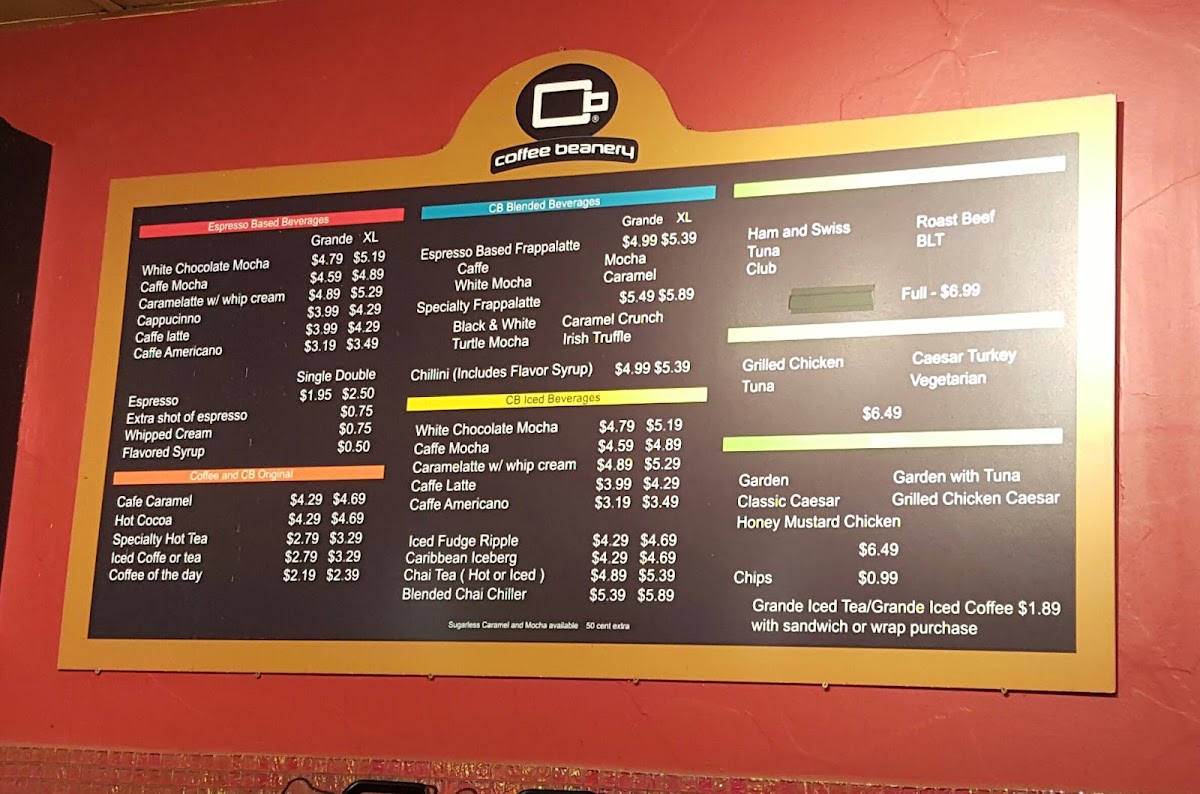 Cb®
coffee beanery
Espresso Based Beverages
Grande XL
White Chocolate Mocha $4.79 $5.19
Caffe Mocha $4.59 $4.89
Caramelatte w/ whip cream $4.89 $5.29
Cappucinno $3.99 $4.29
Caffe latte $3.99 $4.29
Caffe Americano $3.19 $3.49
Single Double
Espresso $1.95 $2.50
Extra shot of espresso $0.75
Whipped Cream $0.75
Flavored Syrup $0.50
Coffee and CB Original
Cafe Caramel $4.29 $4.69
Hot Cocoa $4.29 $4.69
Specialty Hot Tea $2.79 $3.29
Iced Coffe or tea $2.79 $3.29
Coffee of the day $2.19 $2.39
CB Blended Beverages
Grande XL
Espresso Based Frappalatte $4.99 $5.39
Caffe Mocha
White Mocha Caramel
Specialty Frappalatte $5.49 $5.89
Black & White Caramel Crunch
Turtle Mocha Irish Truffle
Chillini (Includes Flavor Syrup) $4.99 $5.39
CB Iced Beverages
White Chocolate Mocha $4.79 $5.19
Caffe Mocha $4.59 $4.89
Caramelatte w/ whip cream $4.89 $5.29
Caffe Latte $3.99 $4.29
Caffe Americano $3.19 $3.49
Iced Fudge Ripple $4.29 $4.69
Caribbean Iceberg $4.29 $4.69
Chai Tea ( Hot or Iced ) $4.89 $5.39
Blended Chai Chiller $5.39 $5.89
Sugarless Caramel and Mocha available 50 cent extra
Ham and Swiss Roast Beef
Tuna BLT
Club
Full - $6.99
Grilled Chicken Caesar Turkey
Tuna Vegetarian
$6.49
Garden Garden with Tuna
Classic Caesar Grilled Chicken Caesar
Honey Mustard Chicken
$6.49
Chips $0.99
Grande Iced Tea/Grande Iced Coffee $1.89
with sandwich or wrap purchase